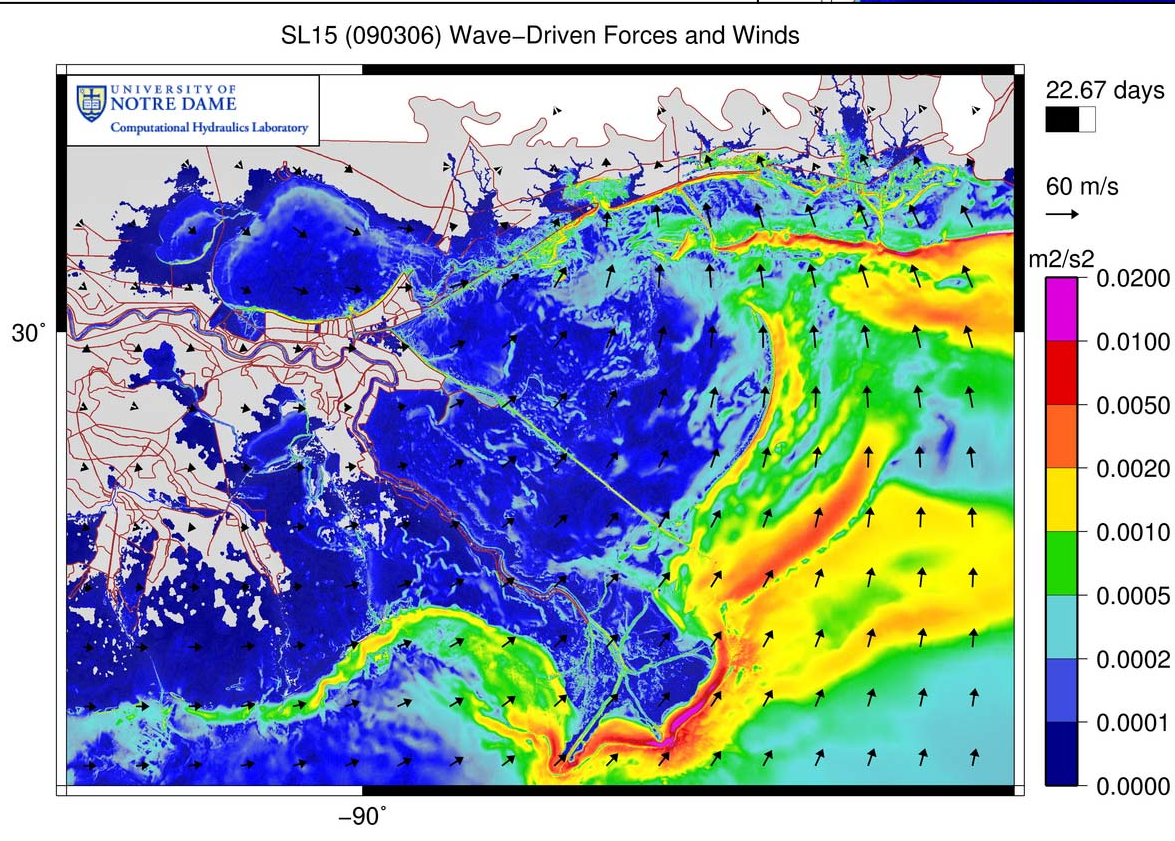 SL15 (090306) Wave−Driven Forces and Winds
UNIVERSITY OF
NOTRE DAME
Computational Hydraulics Laboratory
22.67 days
60 m/s
m2/s2
0.0200
0.0100
0.0050
0.0020
0.0010
0.0005
0.0002
0.0001
0.0000
30˚
−90˚